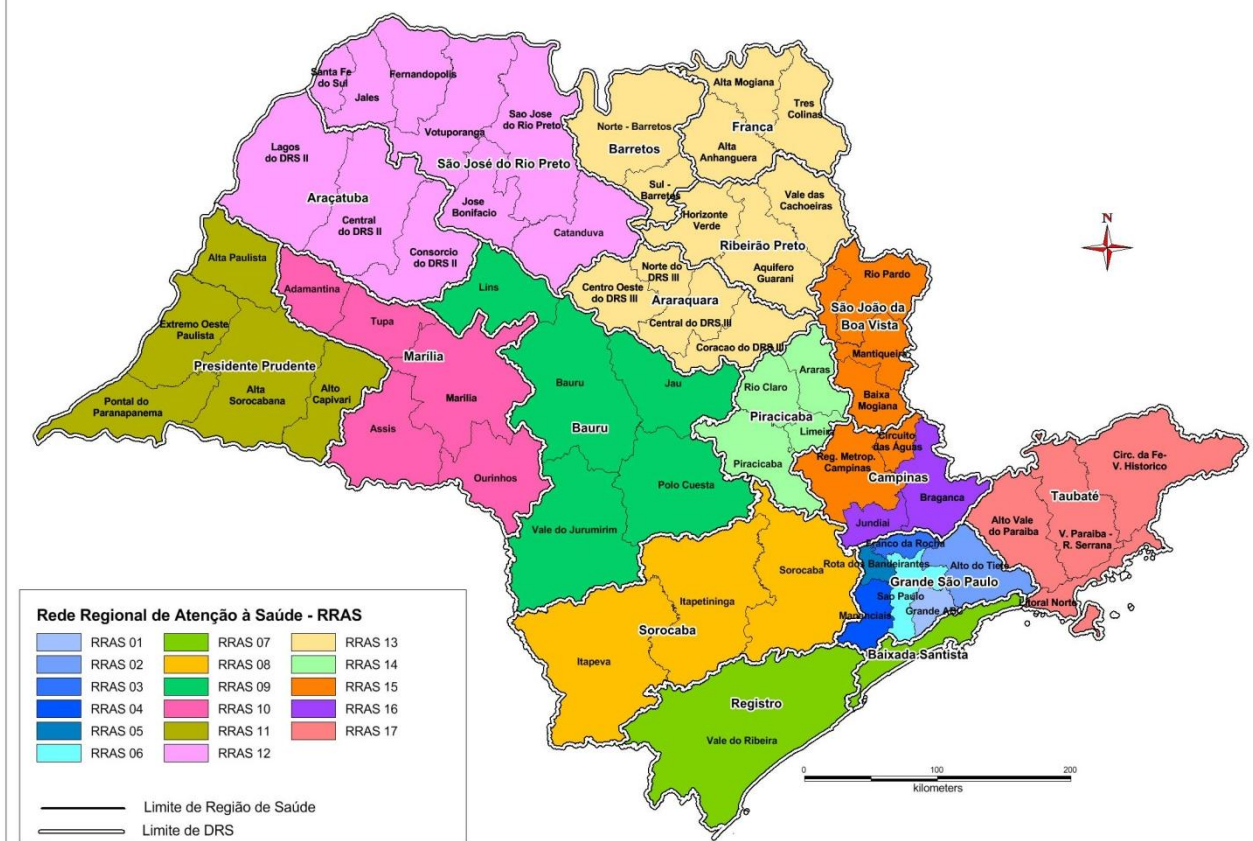 Santa Fe
do Sul
Jales
Fernandopolis
Votuporanga
Sao Jose
do Rio Preto
São José do Rio Preto
Jose
Bonifacio
Catanduva
Lagos
do DRS II
Araçatuba
Central
do DRS II
Consorcio
do DRS II
Norte - Barretos
Barretos
Sul -
Barretos
Alta Mogiana
Tres
Colinas
Franca
Alta
Anhanguera
Horizonte
Verde
Vale das
Cachoeiras
Ribeirão Preto
Aquifero
Guarani
Norte do
DRS III
Centro Oeste
do DRS III
Araraquara
Central do DRS III
Coracao do DRS III
N
Rio Pardo
São João da
Boa Vista
Mantiqueira
Baixa
Mogiana
Alta Paulista
Extremo Oeste
Paulista
Presidente Prudente
Pontal do
Paranapanema
Alta
Sorocabana
Alto
Capivari
Adamantina
Tupa
Marília
Marilia
Assis
Ourinhos
Lins
Bauru
Jau
Bauru
Polo Cuesta
Vale do Jurumirim
Araras
Rio Claro
Piracicaba
Limeira
Piracicaba
Circuito
das Águas
Reg. Metrop.
Campinas
Campinas
Braganca
Jundiai
Circ. da Fe-
V. Historico
Taubaté
Alto Vale
do Paraiba
V. Paraiba -
R. Serrana
Litoral Norte
Franco da Rocha
Rota dos Bandeirantes
Alto do Tiete
Grande São Paulo
Sao Paulo
Grande ABC
Mananciais
Baixada Santista
Sorocaba
Itapetininga
Sorocaba
Itapeva
Registro
Vale do Ribeira
0
100
200
kilometers
Rede Regional de Atenção à Saúde - RRAS
RRAS 01
RRAS 02
RRAS 03
RRAS 04
RRAS 05
RRAS 06
RRAS 07
RRAS 08
RRAS 09
RRAS 10
RRAS 11
RRAS 12
RRAS 13
RRAS 14
RRAS 15
RRAS 16
RRAS 17
Limite de Região de Saúde
Limite de DRS